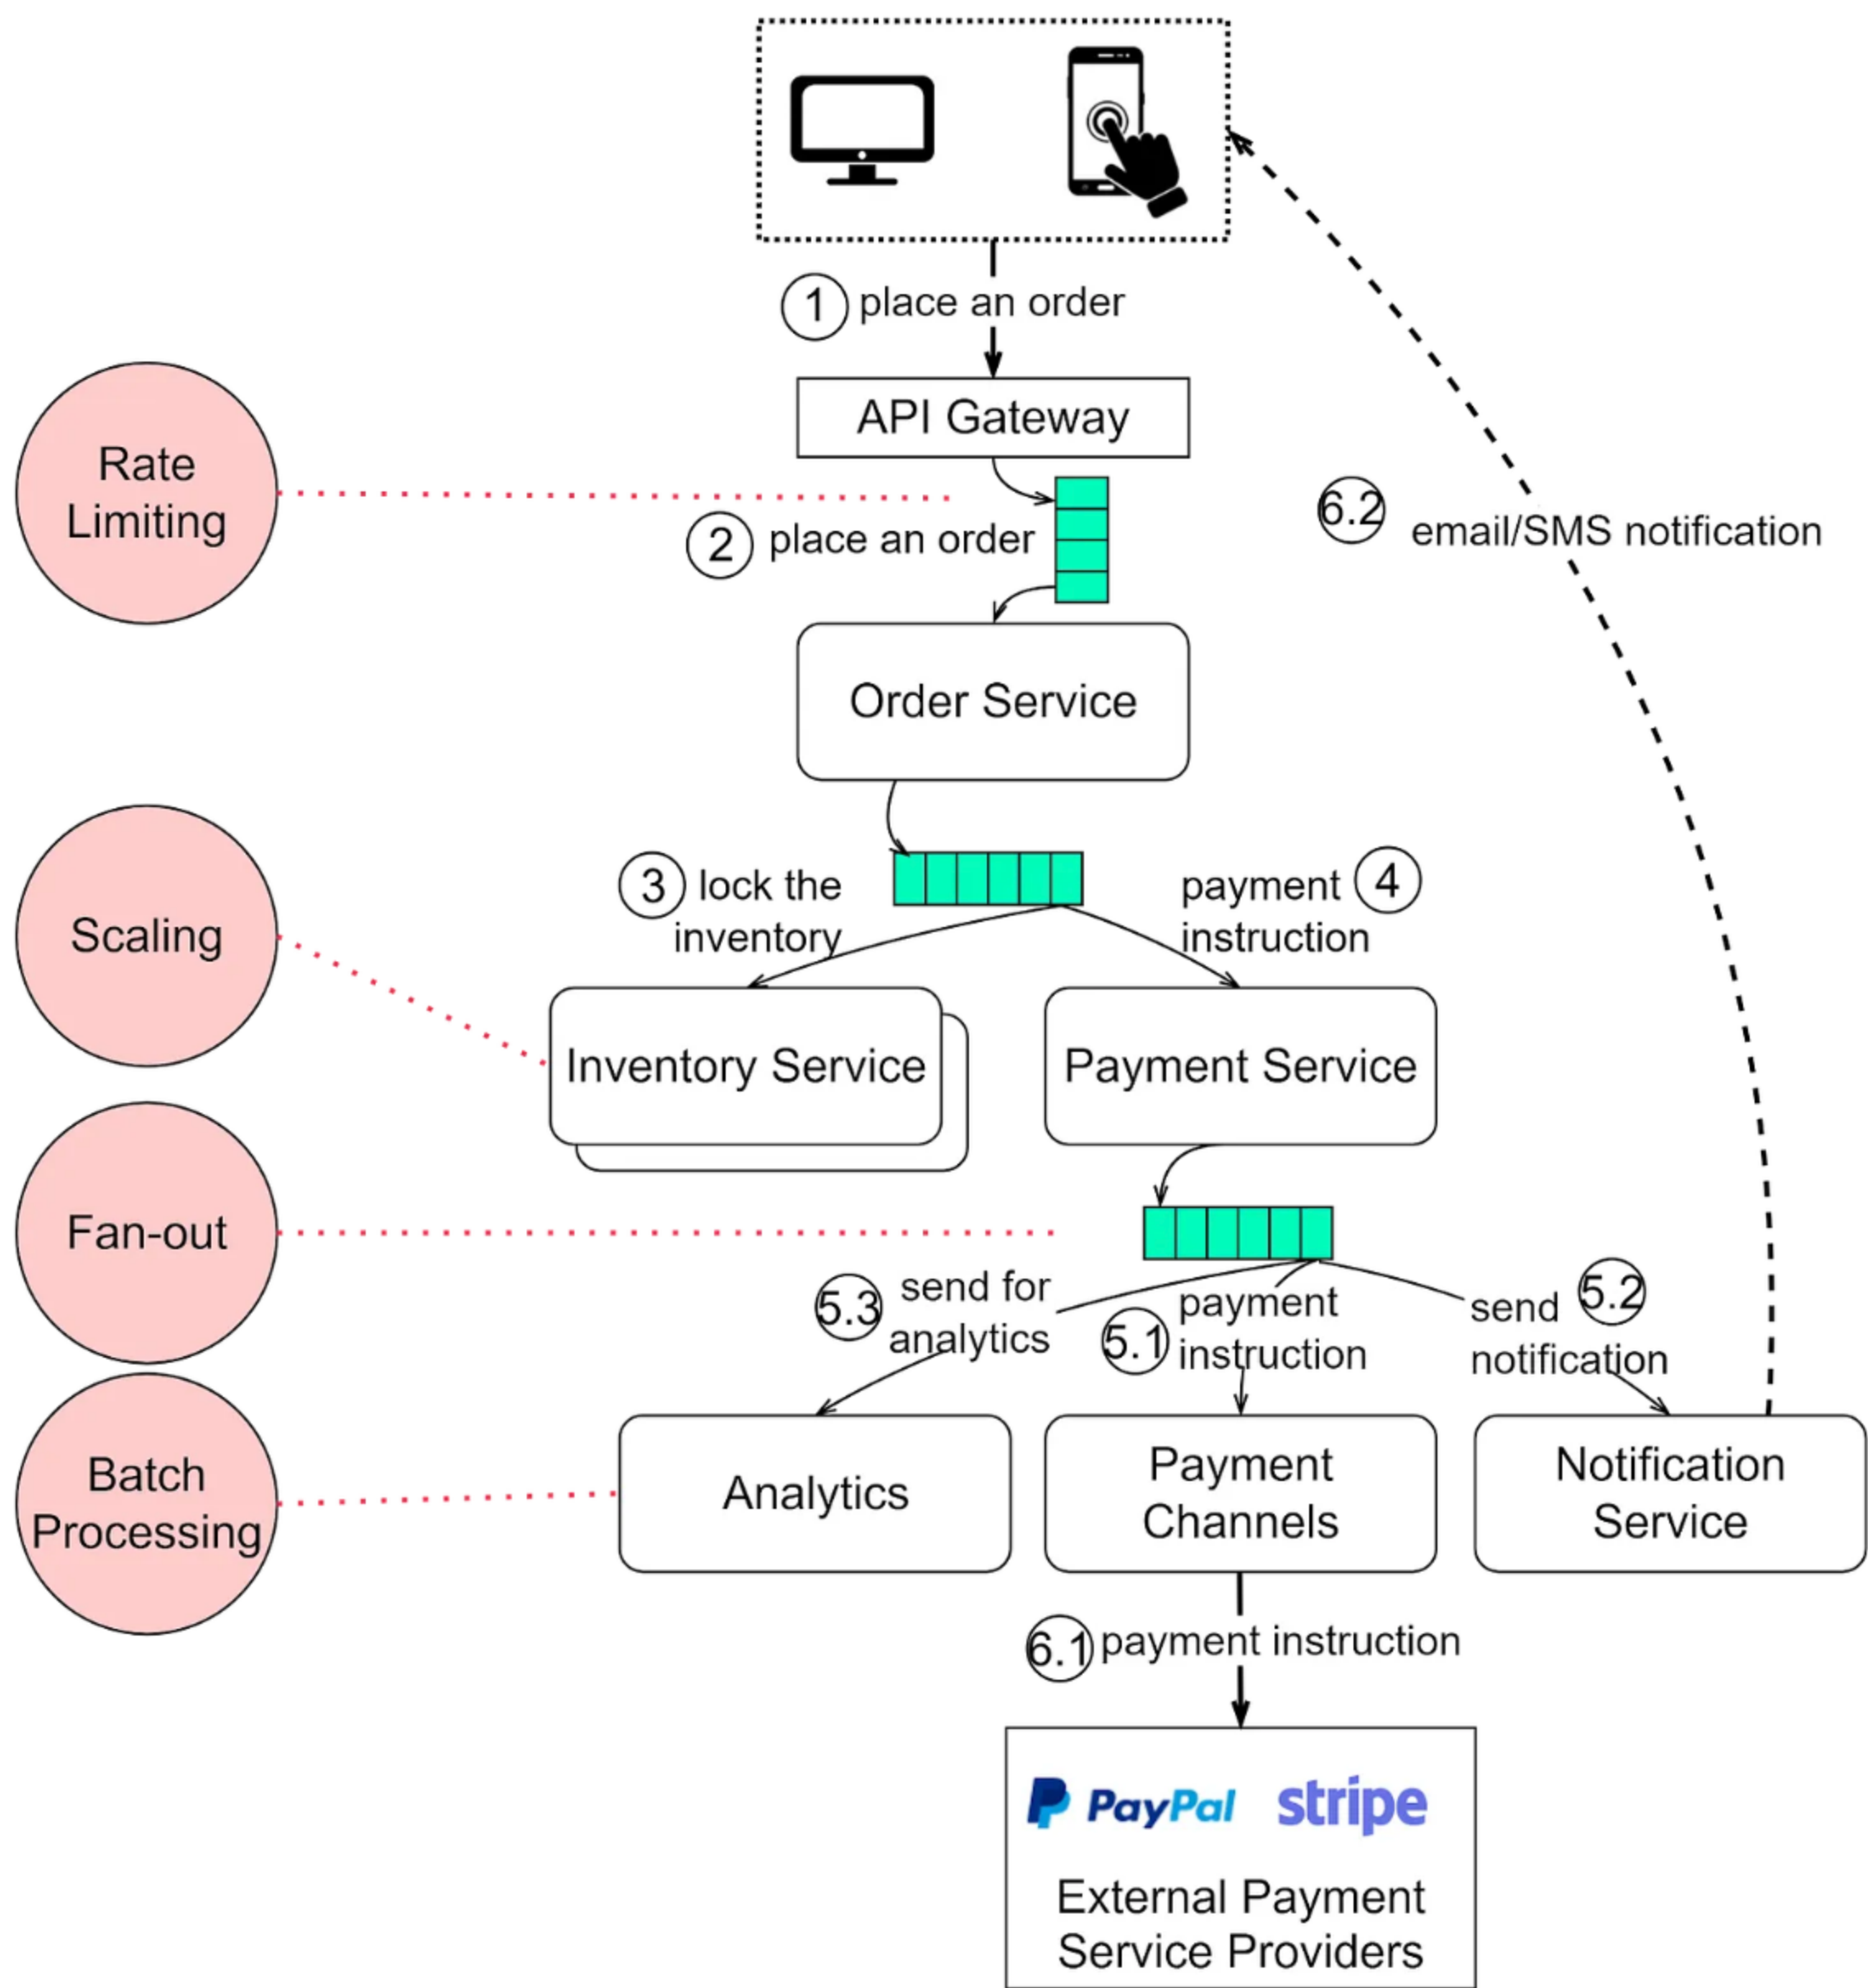 1 place an order
API Gateway
Rate
Limiting
2 place an order
6.2 email/SMS notification
Order Service
3 lock the
inventory
payment 4
instruction
Scaling
Inventory Service
Payment Service
Fan-out
5.3 send for
analytics
5.1 payment
instruction
send 5.2
notification
Batch
Processing
Analytics
Payment
Channels
Notification
Service
6.1 payment instruction
PayPal
stripe
External Payment
Service Providers